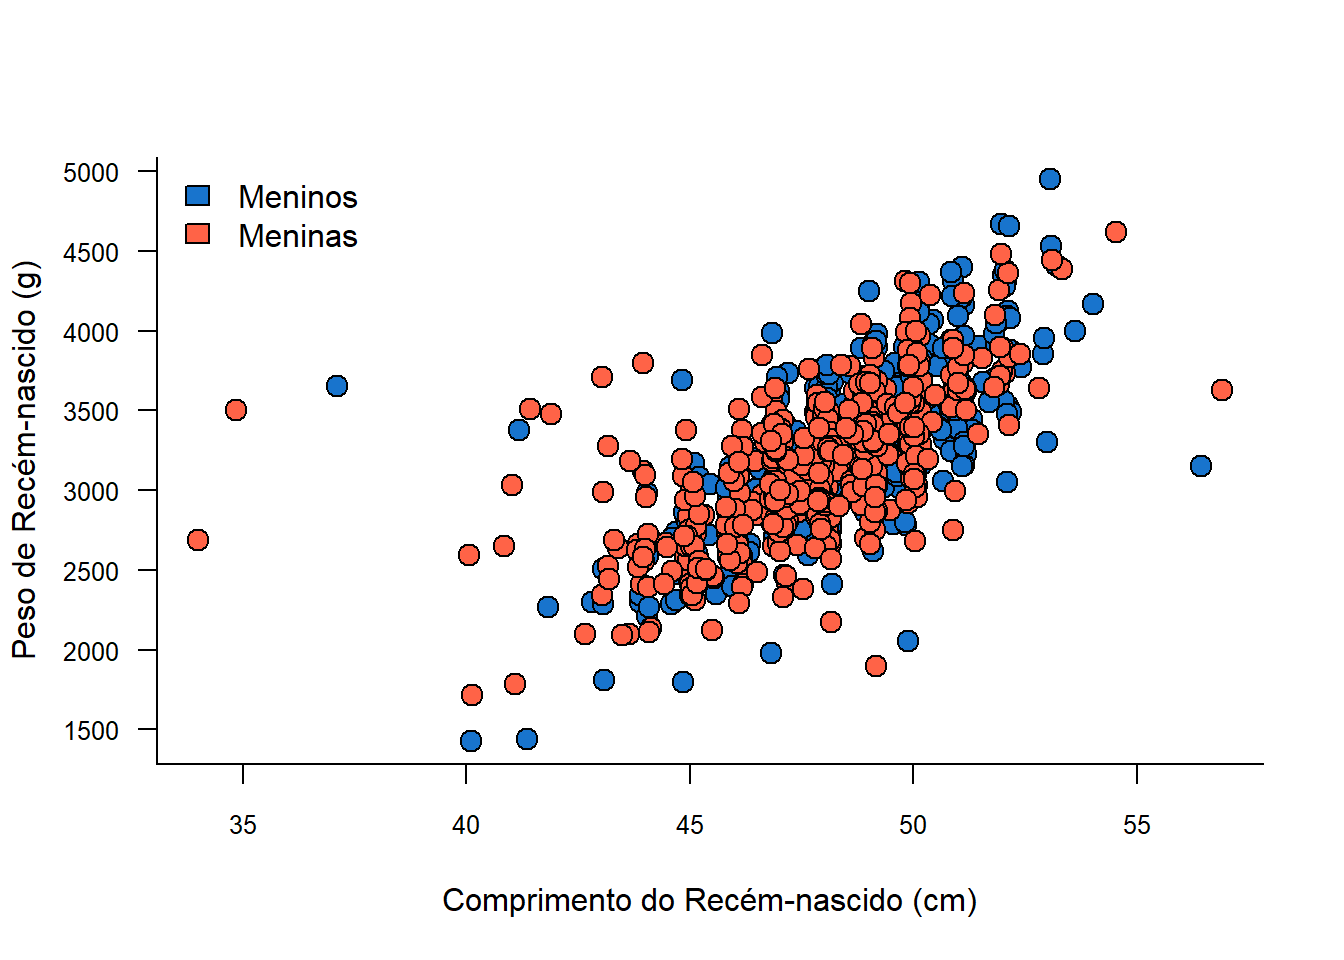 5000
4500
4000
3500
3000
2500
2000
1500
Peso de Recém-nascido (g)
Meninos
Meninas
35 40 45 50 55
Comprimento do Recém-nascido (cm)